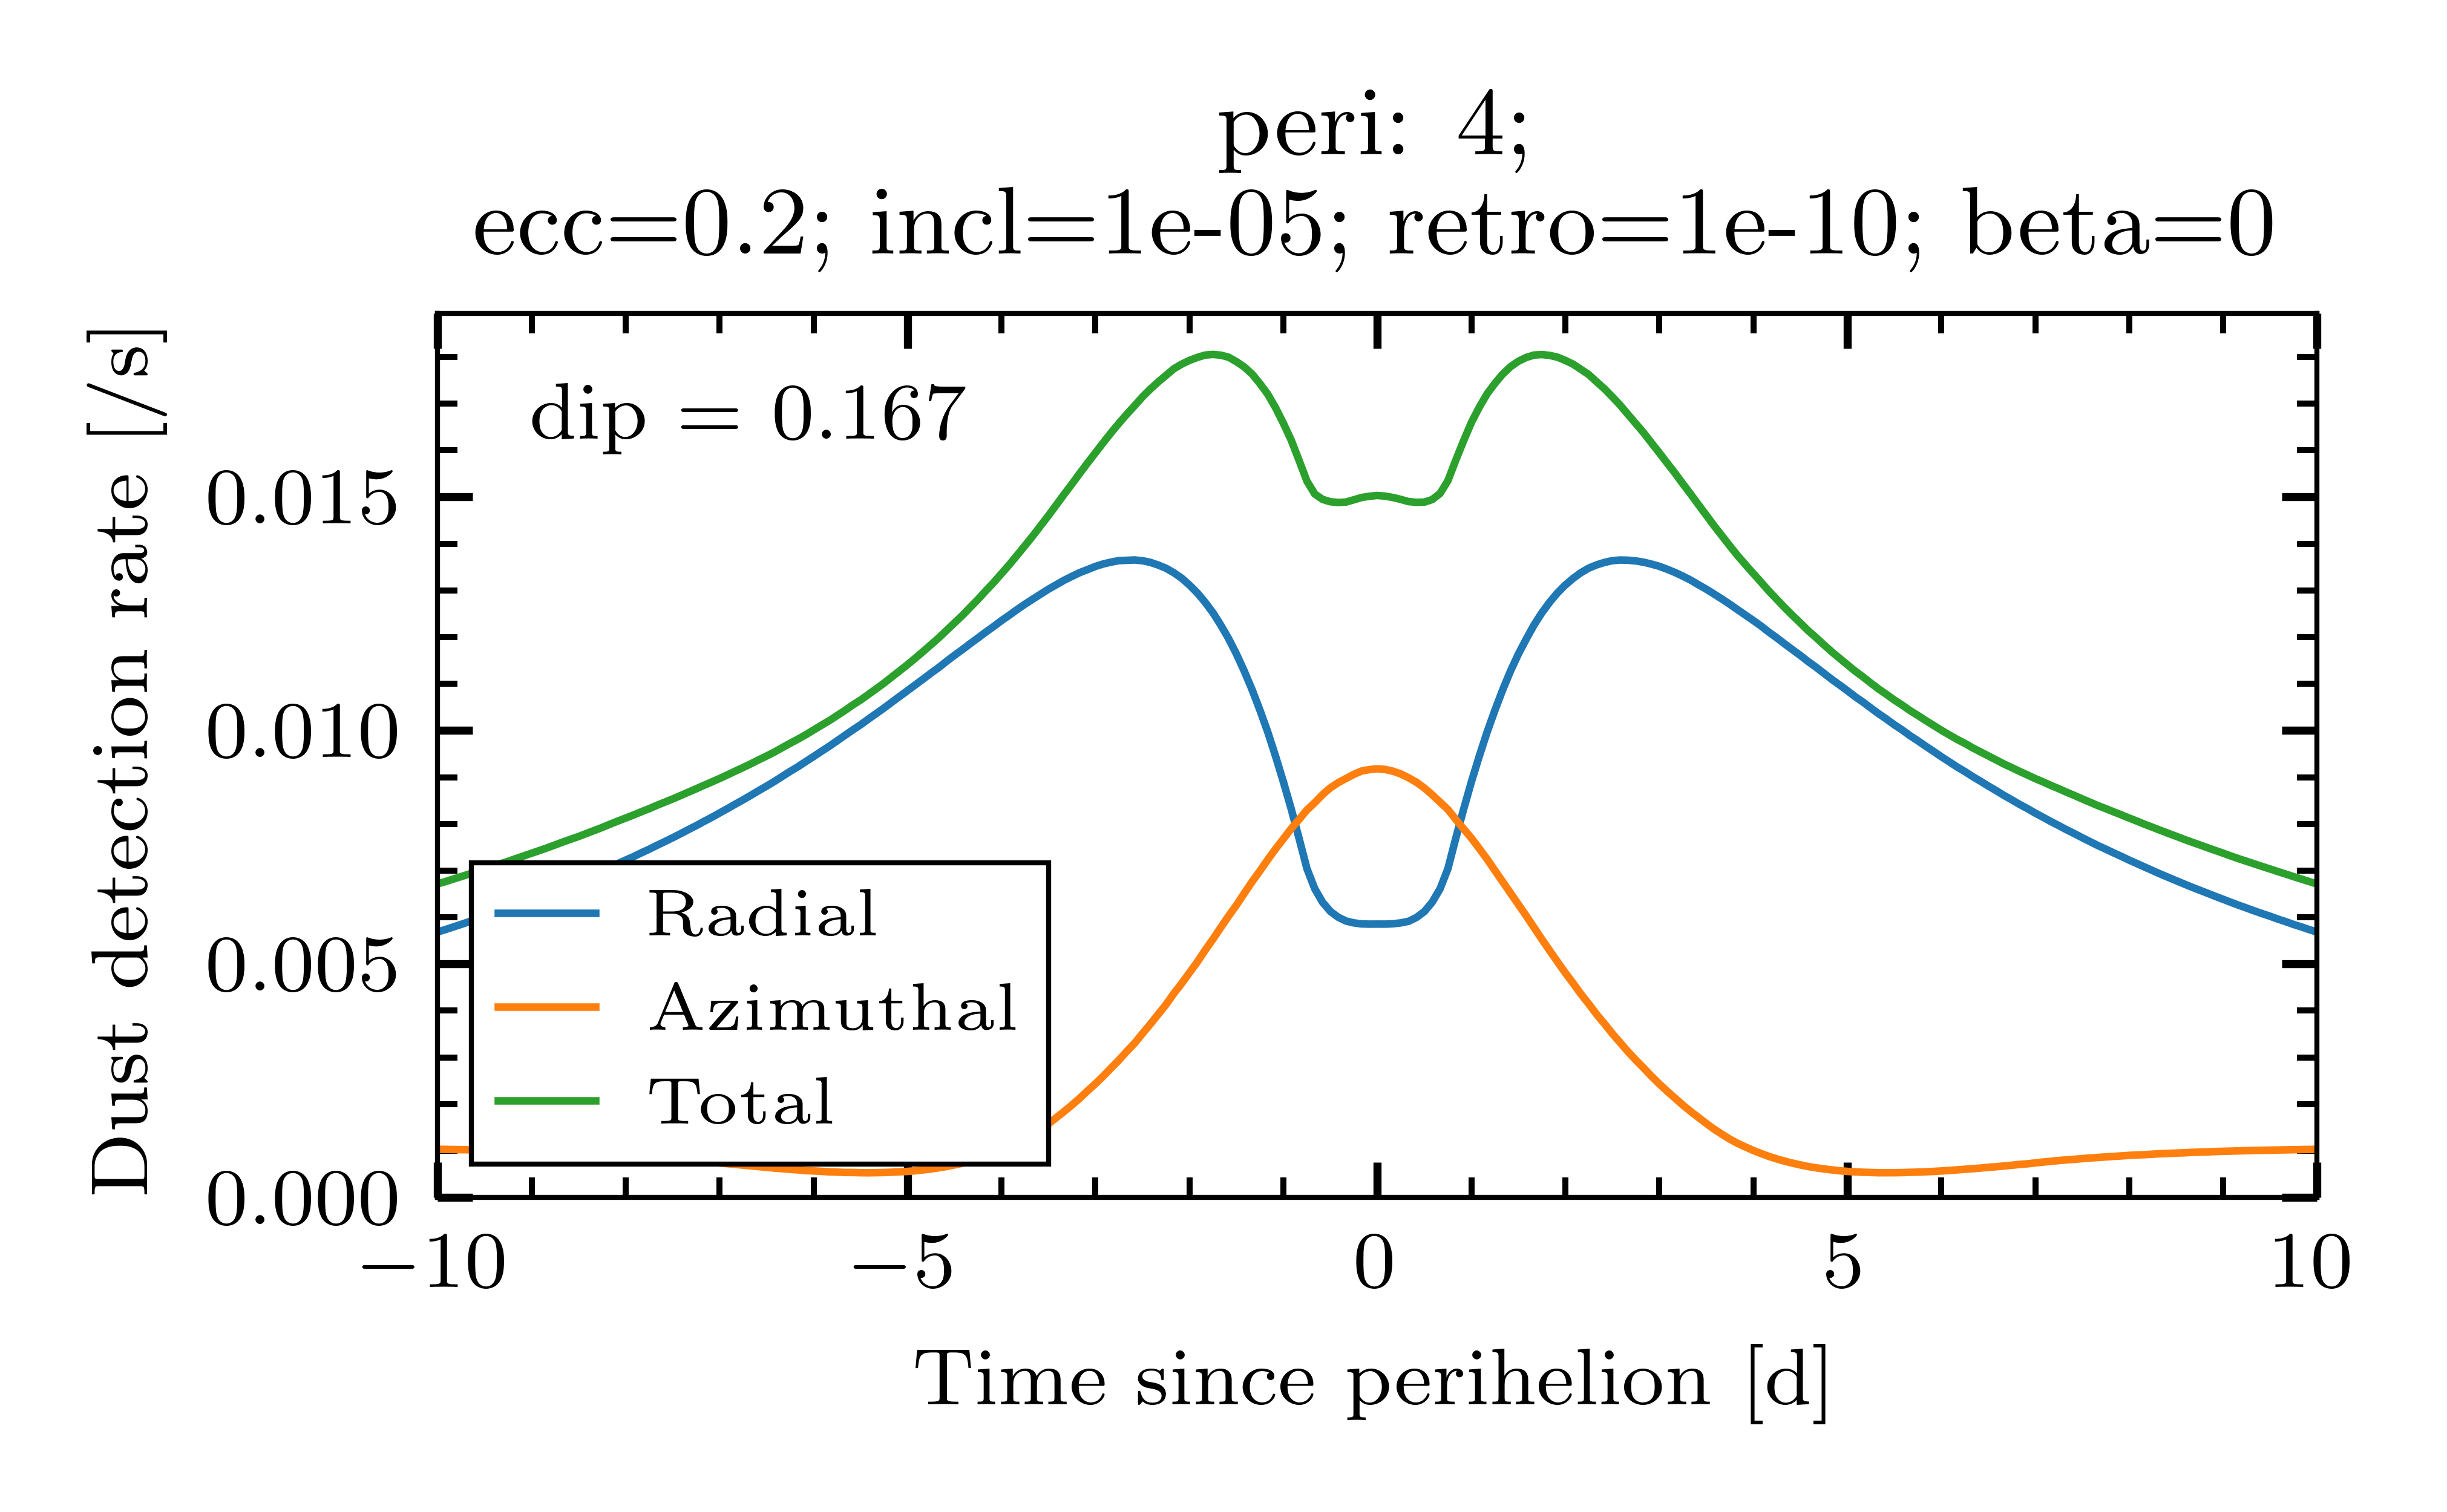 peri: 4;
ecc=0.2; incl=1e-05; retro=1e-10; beta=0
Dust detection rate [/s]
0.015
0.010
0.005
0.000
dip = 0.167
Radial
Azimuthal
Total
−10
−5
0
5
10
Time since perihelion [d]